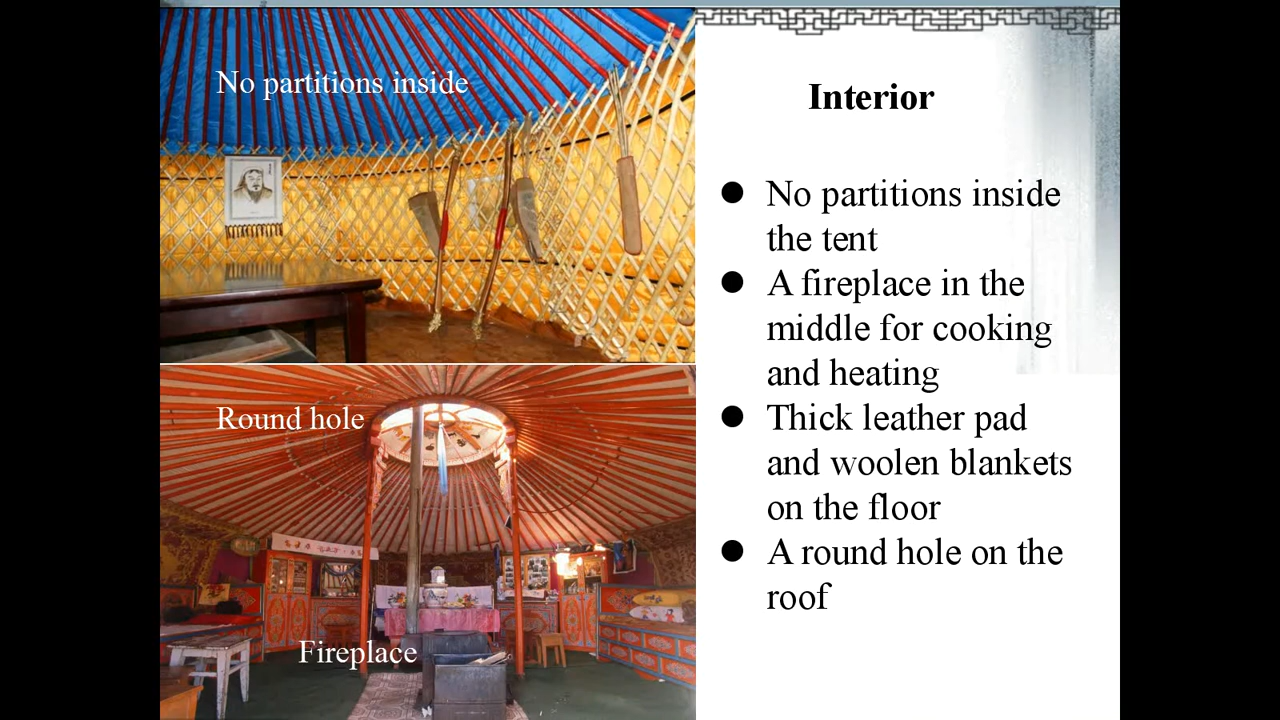 No partitions inside
Round hole
Fireplace
Interior
● No partitions inside
the tent
● A fireplace in the
middle for cooking
and heating
● Thick leather pad
and woolen blankets
on the floor
● A round hole on the
roof